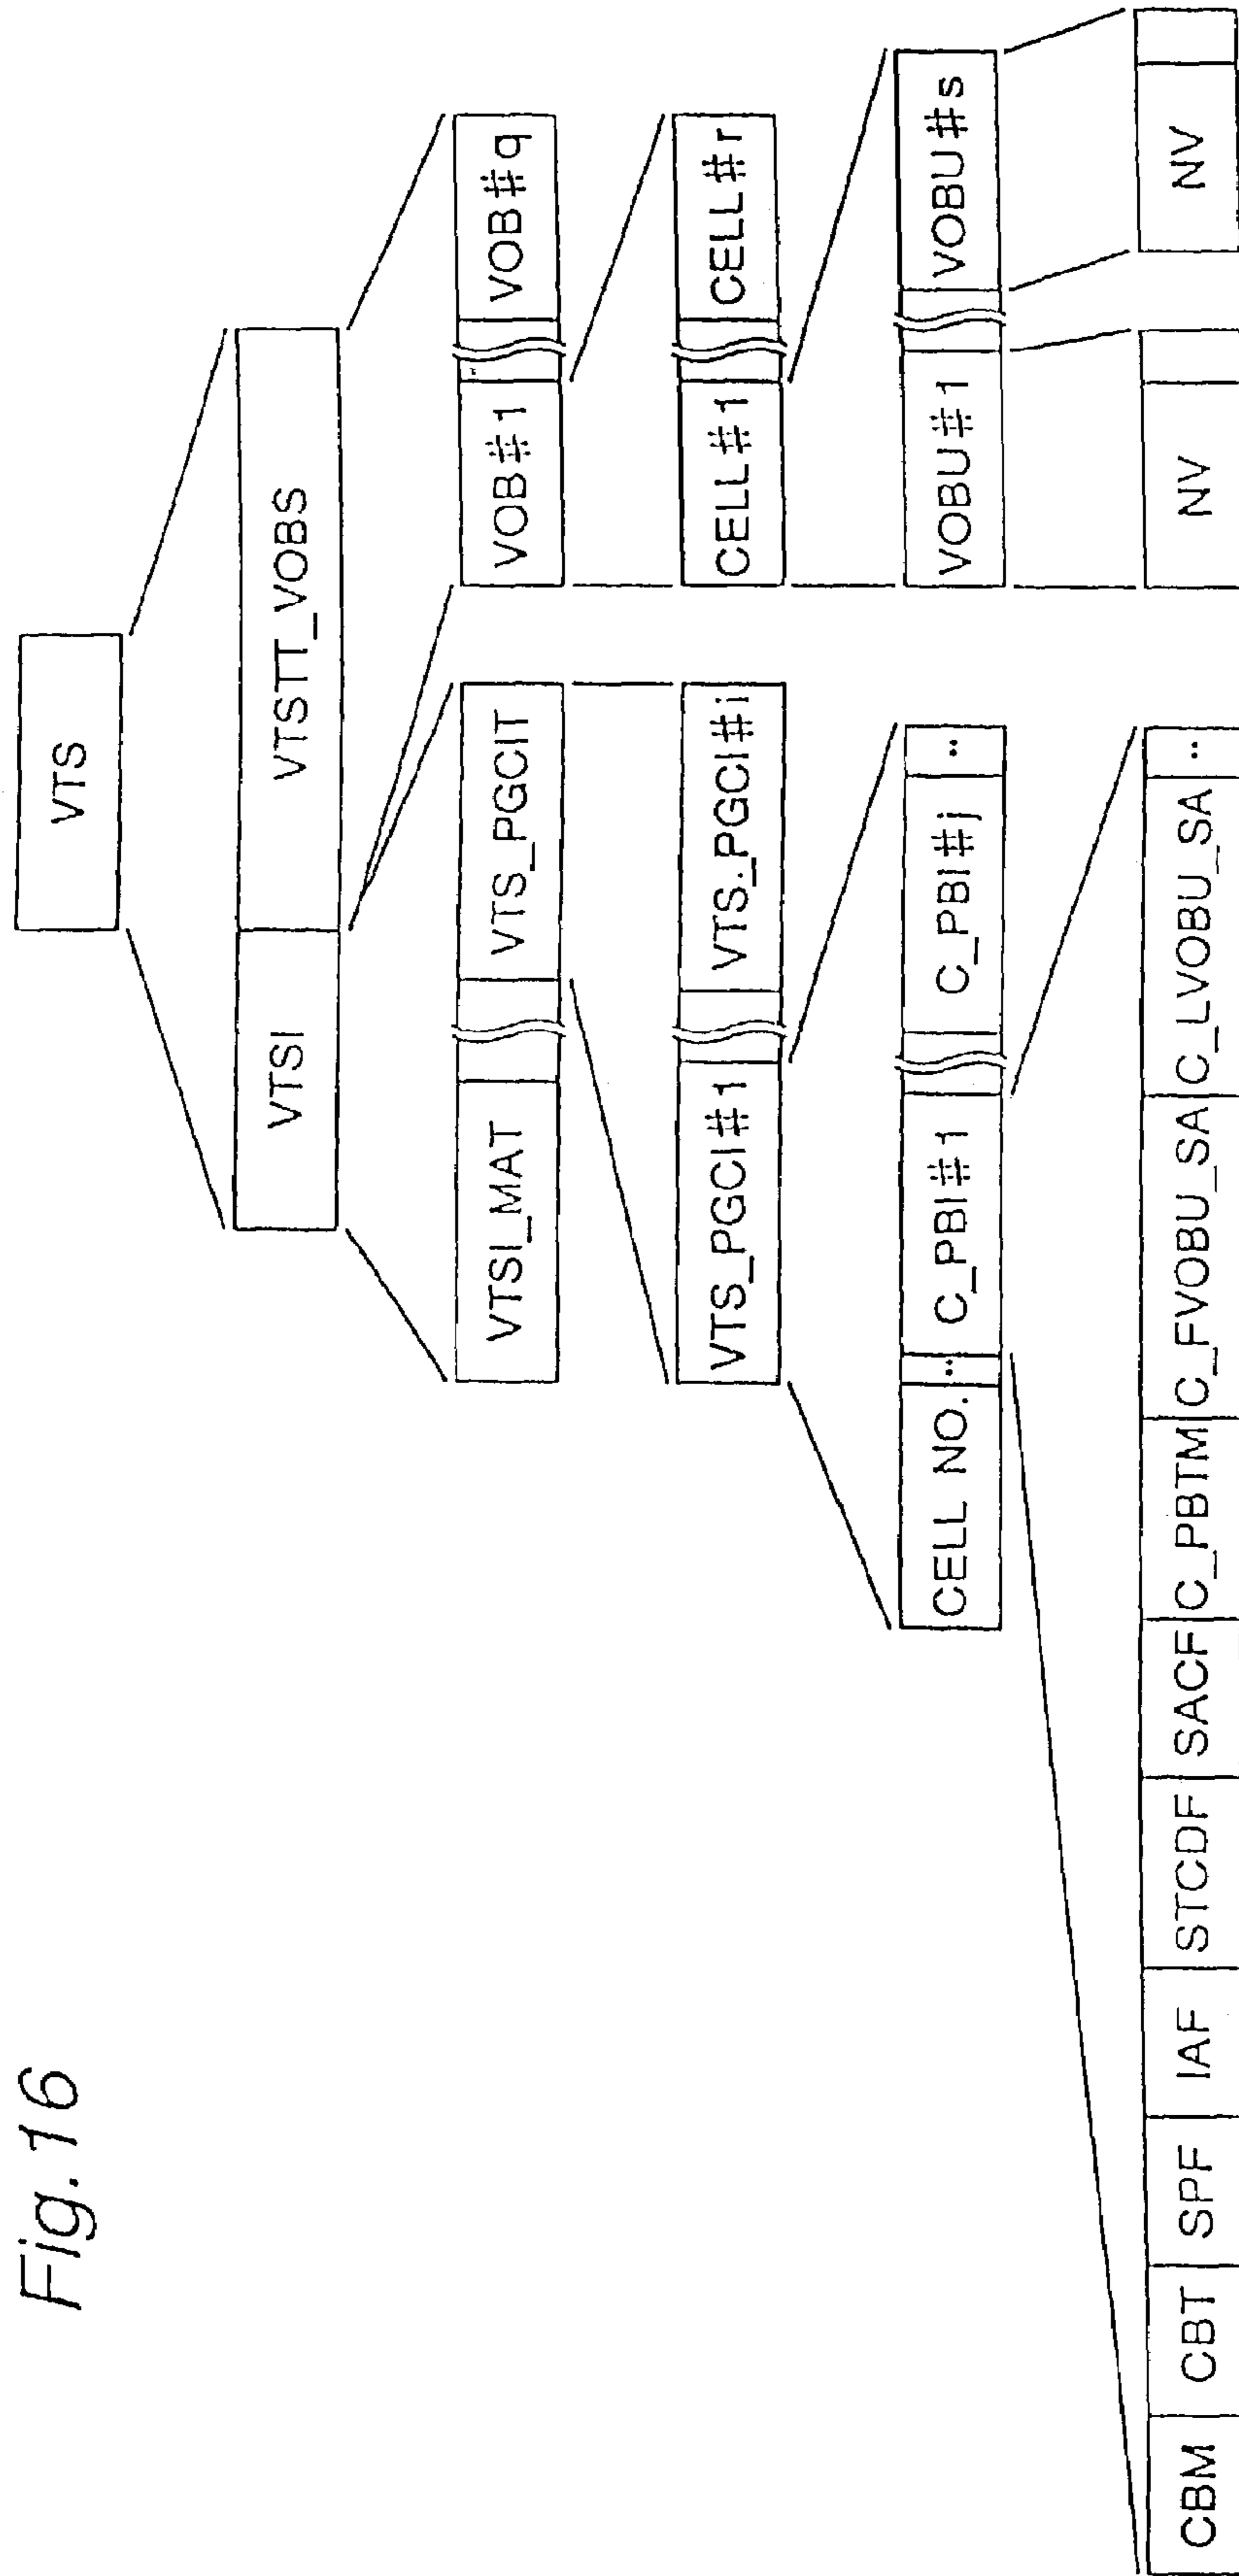 Fig.16
VTS
VTSI VTSTT_VOBS
VTSI_MAT VTS_PGCIT VOB#1 VOB#q
VTS_PGCI#1 VTS_PGCI#i CELL#1 CELL#r
CELL NO. .. C_PBI#1 C_PBI#j .. VOBU#1 VOBU#s
CBM CBT SPF IAF STCDF SACF C_PBTM C_FVOBU_SA C_LVOBU_SA .. NV NV